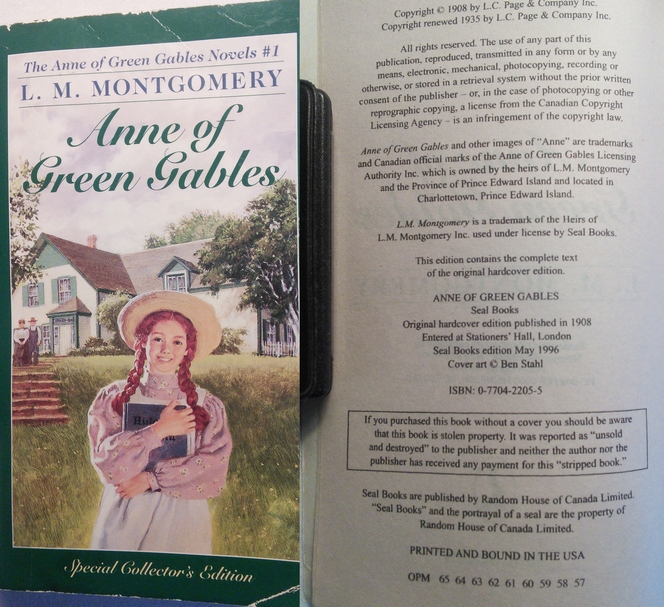 The Anne of Green Gables Novels #1
L. M. MONTGOMERY
Anne of
Green Gables
Special Collector's Edition
Copyright © 1908 by L.C. Page & Company Inc.
Copyright renewed 1935 by L.C. Page & Company Inc.
All rights reserved. The use of any part of this
publication, reproduced, transmitted in any form or by any
means, electronic, mechanical, photocopying, recording or
otherwise, or stored in a retrieval system without the prior written
consent of the publisher – or, in the case of photocopying or other
reprographic copying, a license from the Canadian Copyright
Licensing Agency – is an infringement of the copyright law.
Anne of Green Gables and other images of "Anne" are trademarks
and Canadian official marks of the Anne of Green Gables Licensing
Authority Inc. which is owned by the heirs of L.M. Montgomery
and the Province of Prince Edward Island and located in
Charlottetown, Prince Edward Island.
L.M. Montgomery is a trademark of the Heirs of
L.M. Montgomery Inc. used under license by Seal Books.
This edition contains the complete text
of the original hardcover edition.
ANNE OF GREEN GABLES
Seal Books
Original hardcover edition published in 1908
Entered at Stationers' Hall, London
Seal Books edition May 1996
Cover art © Ben Stahl
ISBN: 0-7704-2205-5
If you purchased this book without a cover you should be aware
that this book is stolen property. It was reported as "unsold
and destroyed" to the publisher and neither the author nor the
publisher has received any payment for this "stripped book."
Seal Books are published by Random House of Canada Limited.
"Seal Books" and the portrayal of a seal are the property of
Random House of Canada Limited.
PRINTED AND BOUND IN THE USA
OPM 65 64 63 62 61 60 59 58 57